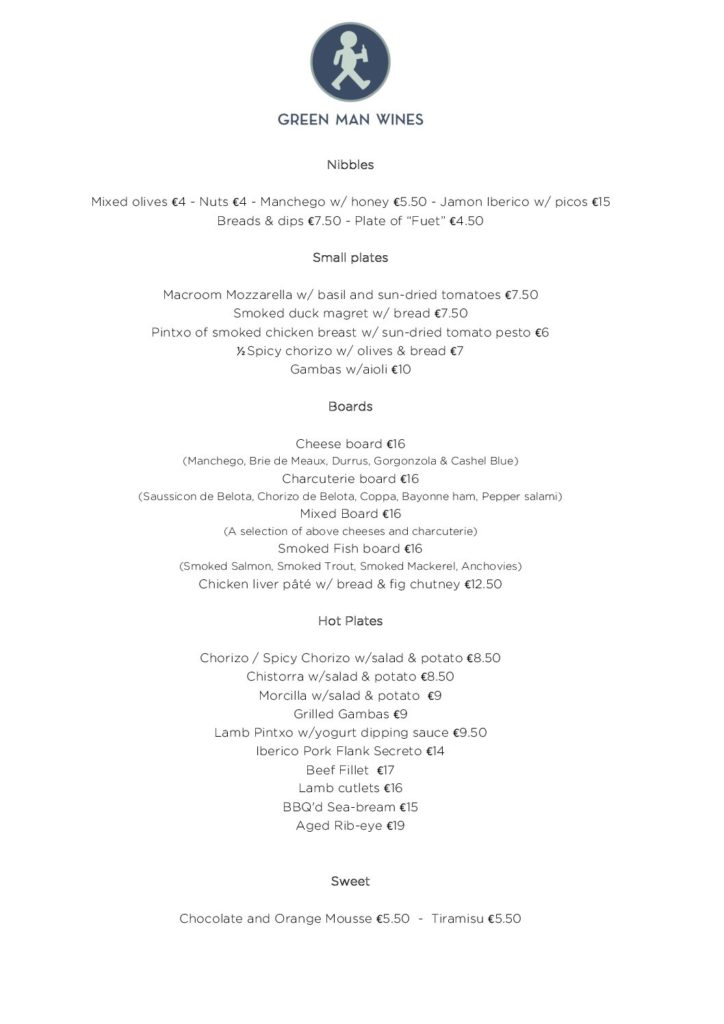 GREEN MAN WINES
Nibbles
Mixed olives €4 - Nuts €4 - Manchego w/ honey €5.50 - Jamon Iberico w/ picos €15
Breads & dips €7.50 - Plate of “Fuet” €4.50
Small plates
Macroom Mozzarella w/ basil and sun-dried tomatoes €7.50
Smoked duck magret w/ bread €7.50
Pintxo of smoked chicken breast w/ sun-dried tomato pesto €6
½ Spicy chorizo w/ olives & bread €7
Gambas w/aioli €10
Boards
Cheese board €16
(Manchego, Brie de Meaux, Durrus, Gorgonzola & Cashel Blue)
Charcuterie board €16
(Saussicon de Belota, Chorizo de Belota, Coppa, Bayonne ham, Pepper salami)
Mixed Board €16
(A selection of above cheeses and charcuterie)
Smoked Fish board €16
(Smoked Salmon, Smoked Trout, Smoked Mackerel, Anchovies)
Chicken liver pâté w/ bread & fig chutney €12.50
Hot Plates
Chorizo / Spicy Chorizo w/salad & potato €8.50
Chistorra w/salad & potato €8.50
Morcilla w/salad & potato €9
Grilled Gambas €9
Lamb Pintxo w/yogurt dipping sauce €9.50
Iberico Pork Flank Secreto €14
Beef Fillet €17
Lamb cutlets €16
BBQ'd Sea-bream €15
Aged Rib-eye €19
Sweet
Chocolate and Orange Mousse €5.50 - Tiramisu €5.50